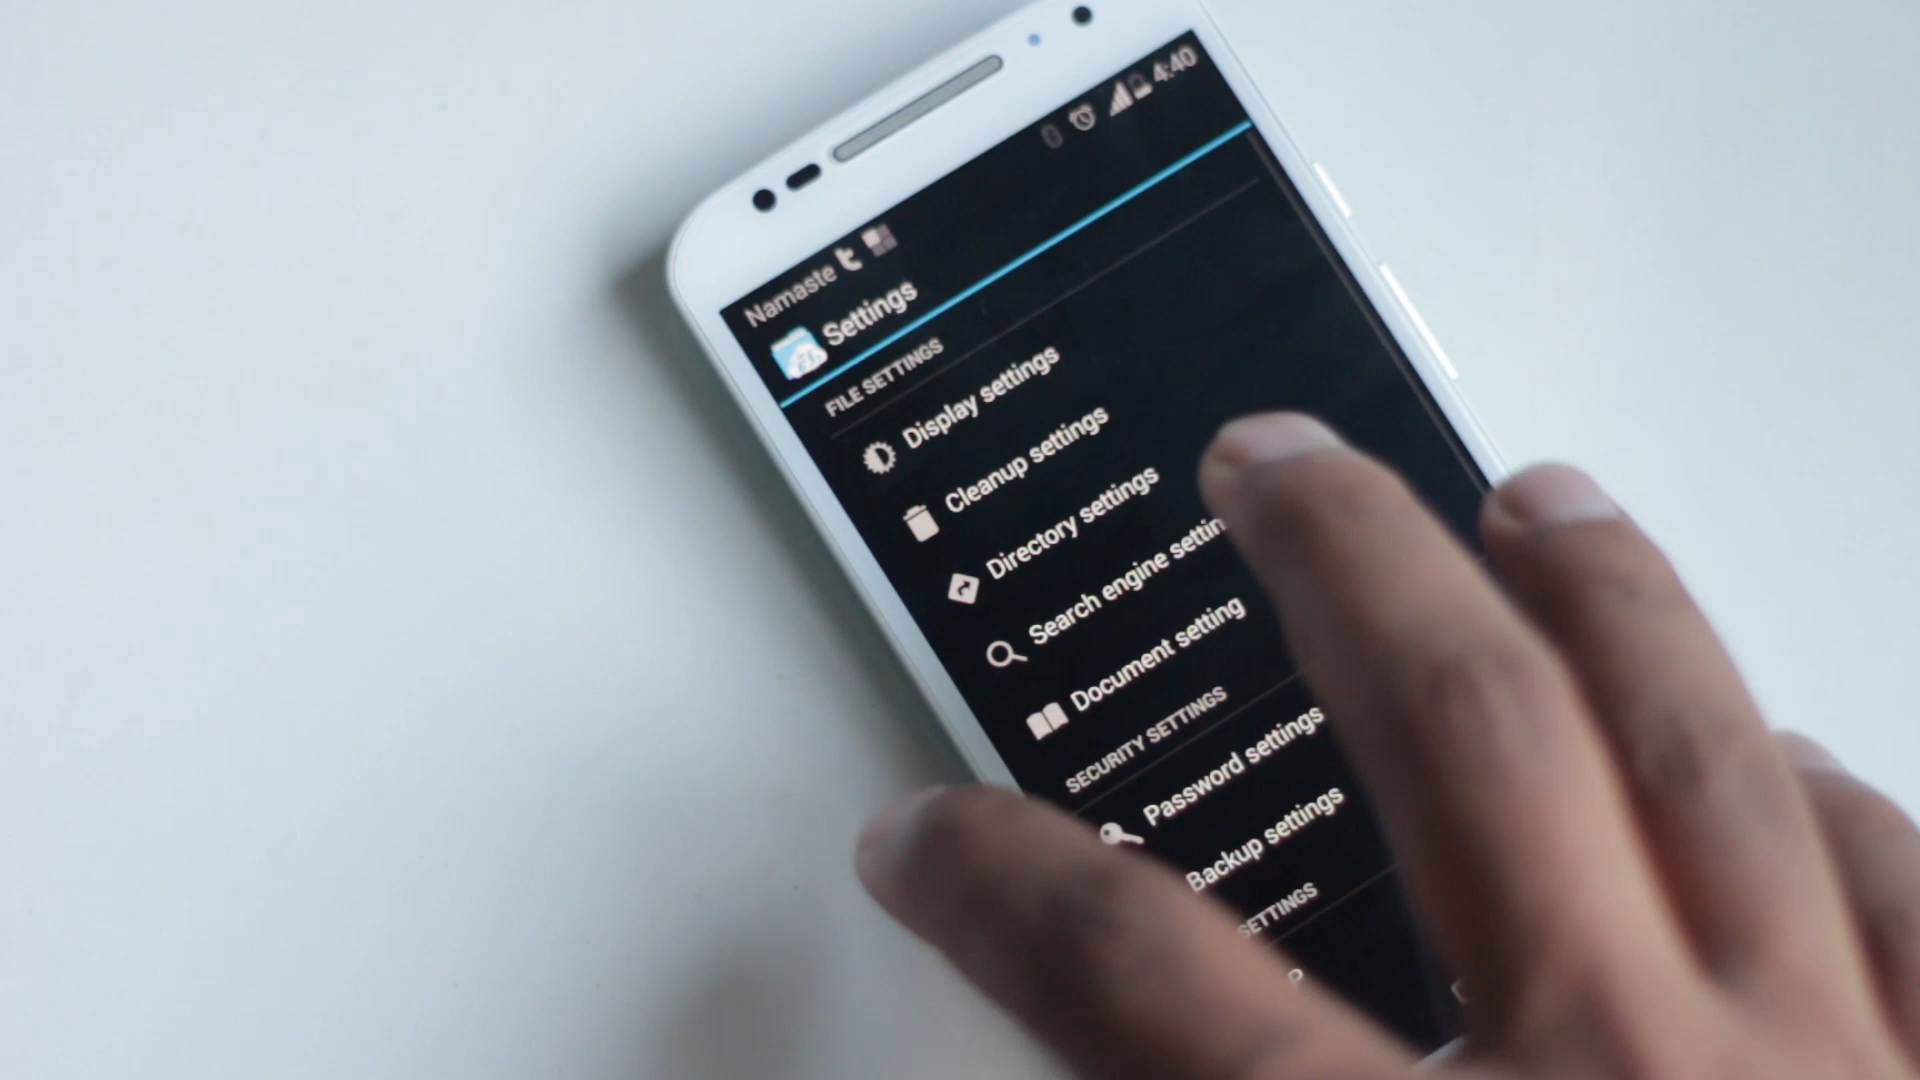 Namaste 4:40
Settings
FILE SETTINGS
Display settings
Cleanup settings
Directory settings
Search engine settin
Document setting
SECURITY SETTINGS
Password settings
Backup settings
SETTINGS
P